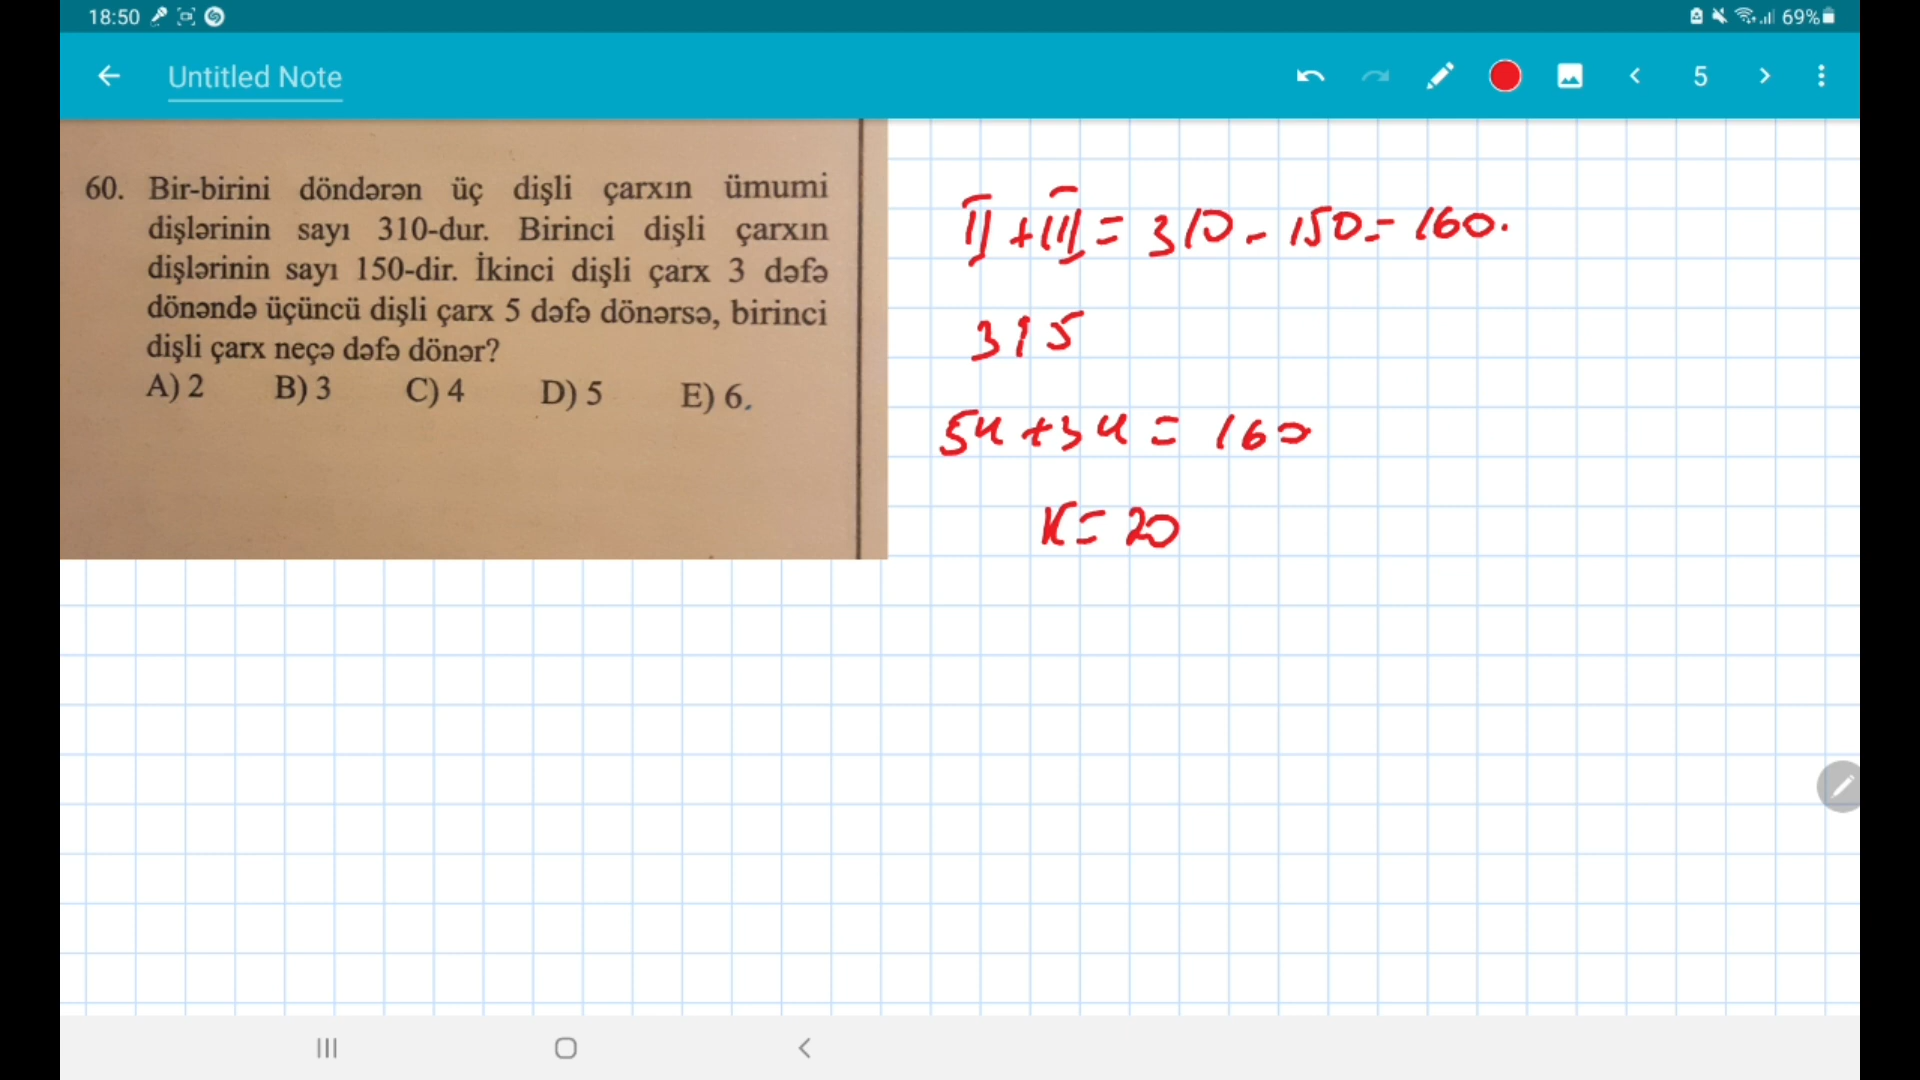 18:50 69%
Untitled Note 5
60. Bir-birini döndərən üç dişli çarxın ümumi
dişlərinin sayı 310-dur. Birinci dişli çarxın
dişlərinin sayı 150-dir. İkinci dişli çarx 3 dəfə
dönəndə üçüncü dişli çarx 5 dəfə dönərsə, birinci
dişli çarx neçə dəfə dönər?
A) 2 B) 3 C) 4 D) 5 E) 6.
II + III = 310 - 150 = 160.
3 1 5
5k + 3k = 160
k = 20